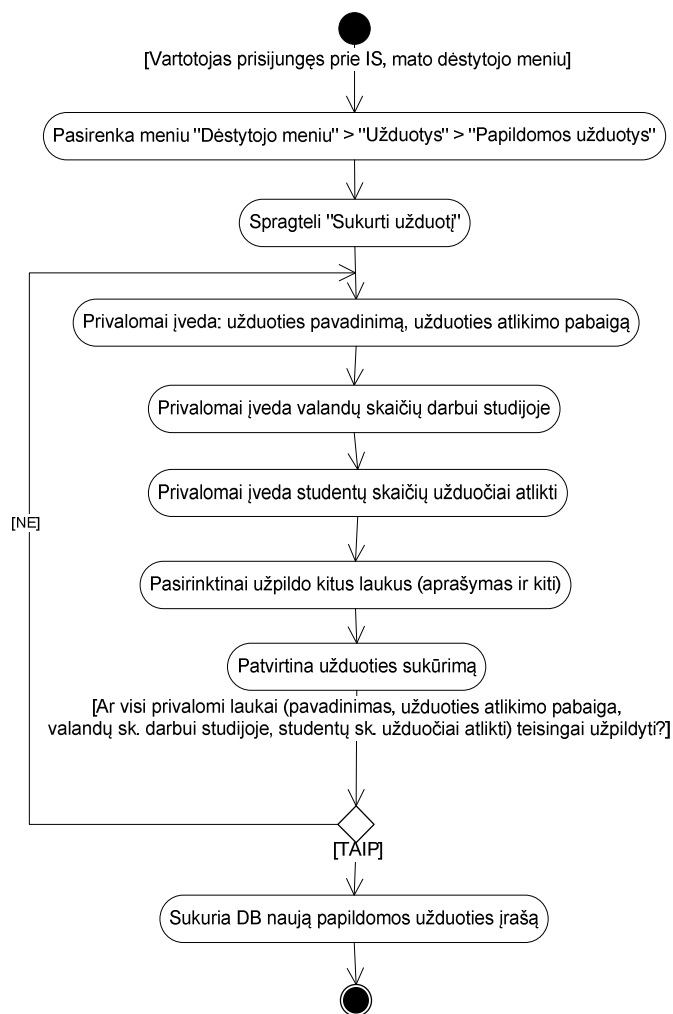 [Vartotojas prisijungęs prie IS, mato dėstytojo meniu]
Pasirenka meniu "Dėstytojo meniu" > "Užduotys" > "Papildomos užduotys"
Spragteli "Sukurti užduotį"
Privalomai įveda: užduoties pavadinimą, užduoties atlikimo pabaigą
Privalomai įveda valandų skaičių darbui studijoje
Privalomai įveda studentų skaičių užduočiai atlikti
[NE]
Pasirinktinai užpildo kitus laukus (aprašymas ir kiti)
Patvirtina užduoties sukūrimą
[Ar visi privalomi laukai (pavadinimas, užduoties atlikimo pabaiga,
valandų sk. darbui studijoje, studentų sk. užduočiai atlikti) teisingai užpildyti?]
[TAIP]
Sukuria DB naują papildomos užduoties įrašą